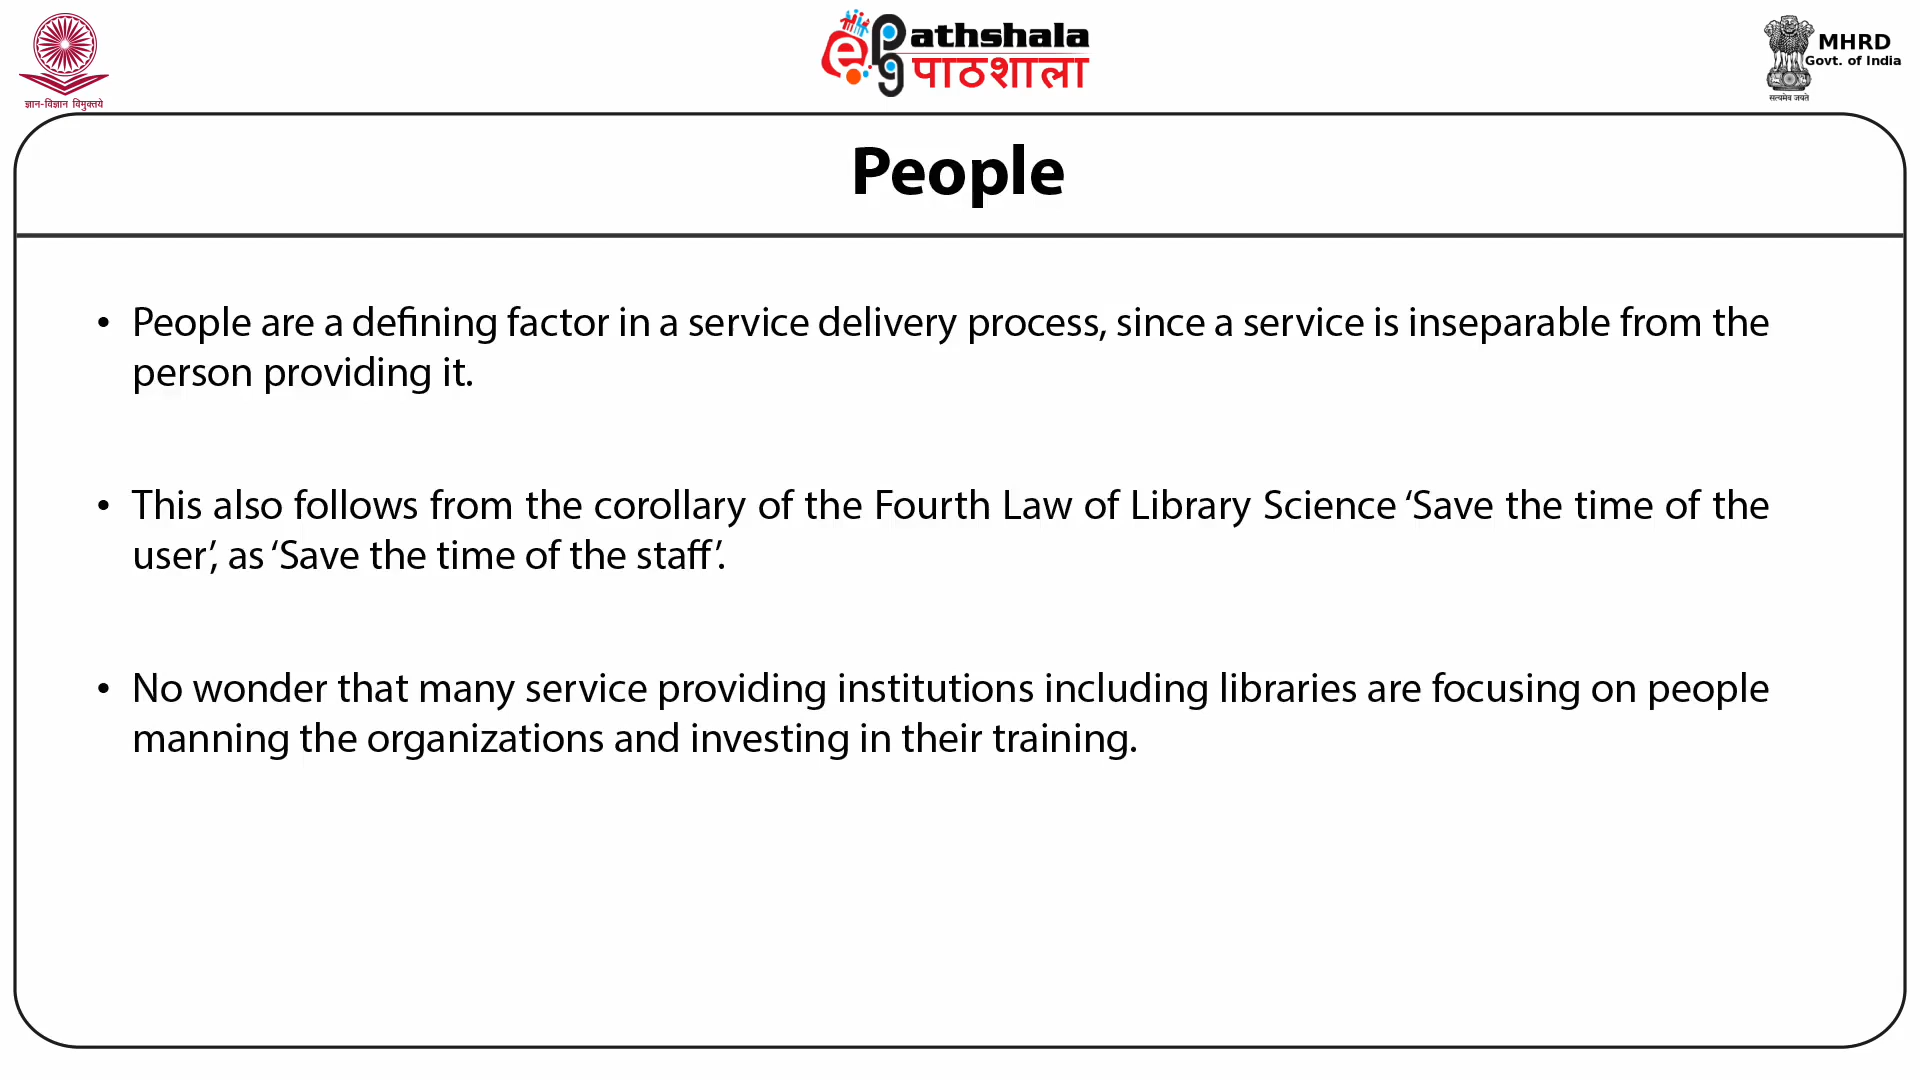 ज्ञान-विज्ञान विमुक्तये
e PG athshala
पाठशाला
सत्यमेव जयते
MHRD
Govt. of India
People
• People are a defining factor in a service delivery process, since a service is inseparable from the
person providing it.
• This also follows from the corollary of the Fourth Law of Library Science ‘Save the time of the
user’, as ‘Save the time of the staff’.
• No wonder that many service providing institutions including libraries are focusing on people
manning the organizations and investing in their training.